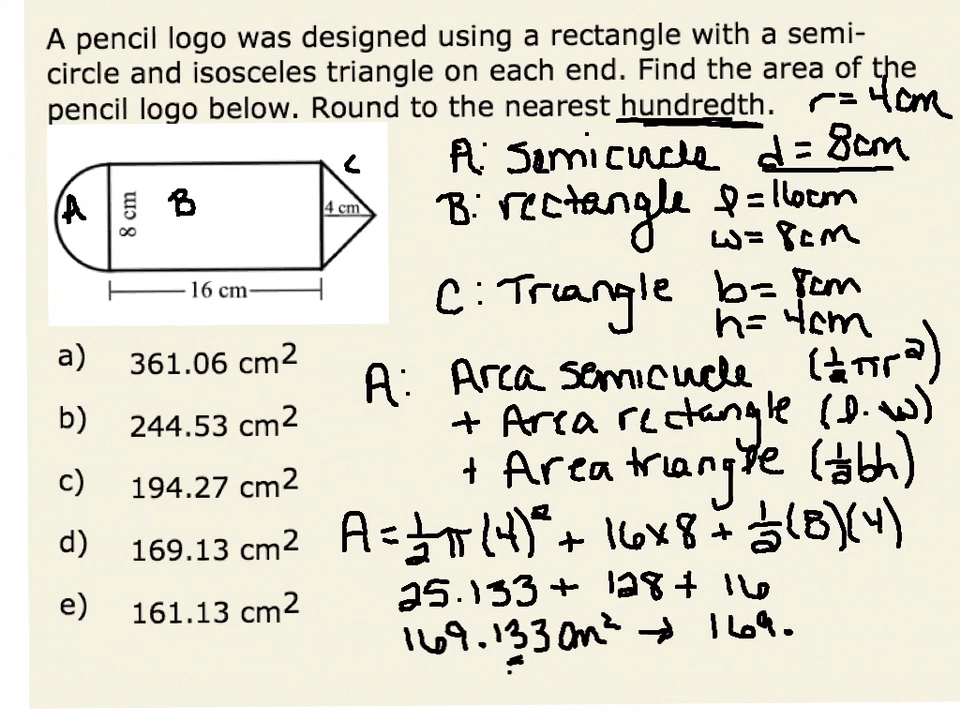 A pencil logo was designed using a rectangle with a semi-
circle and isosceles triangle on each end. Find the area of the
pencil logo below. Round to the nearest hundredth. r = 4cm
A: Semicircle d = 8cm
B: rectangle l = 16cm
w = 8cm
C: Triangle b = 8cm
h = 4cm
A
8 cm
B
C
4 cm
16 cm
a) 361.06 cm2
b) 244.53 cm2
c) 194.27 cm2
d) 169.13 cm2
e) 161.13 cm2
A: Area semicircle (½πr²)
+ Area rectangle (l·w)
+ Area triangle (½bh)
A = ½π(4)² + 16x8 + ½(8)(4)
25.133 + 128 + 16
169.133 cm² → 169.